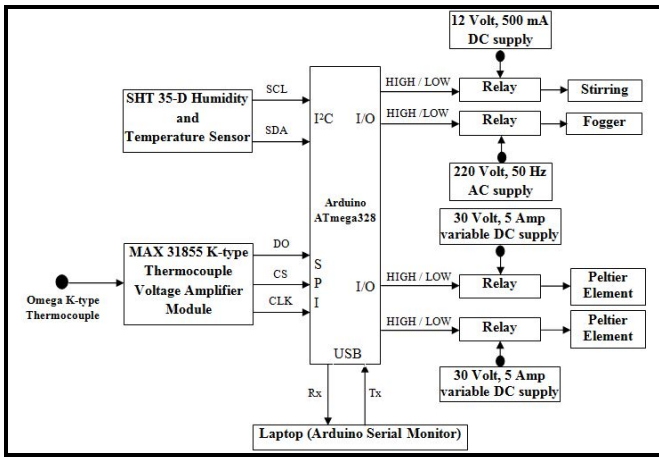 12 Volt, 500 mA
DC supply
SHT 35-D Humidity
and
Temperature Sensor
SCL
SDA
I²C
I/O
HIGH / LOW
Relay
Stirring
HIGH /LOW
Relay
Fogger
220 Volt, 50 Hz
AC supply
Arduino
ATmega328
30 Volt, 5 Amp
variable DC supply
Omega K-type
Thermocouple
MAX 31855 K-type
Thermocouple
Voltage Amplifier
Module
DO
CS
CLK
S
P
I
I/O
HIGH / LOW
Relay
Peltier
Element
HIGH / LOW
Relay
Peltier
Element
30 Volt, 5 Amp
variable DC supply
USB
Rx
Tx
Laptop (Arduino Serial Monitor)